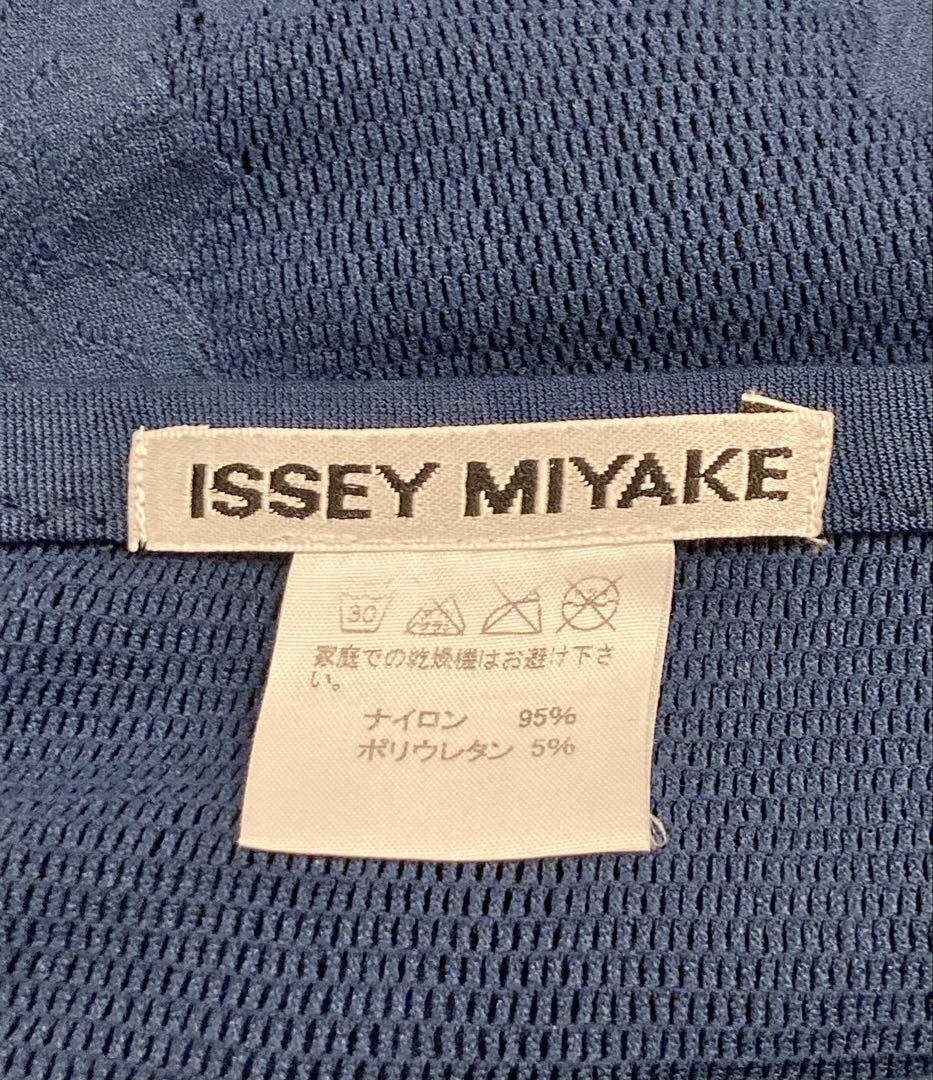 ISSEY MIYAKE
30
家庭での乾燥機はお避け下さ
い。
ナイロン 95%
ポリウレタン 5%